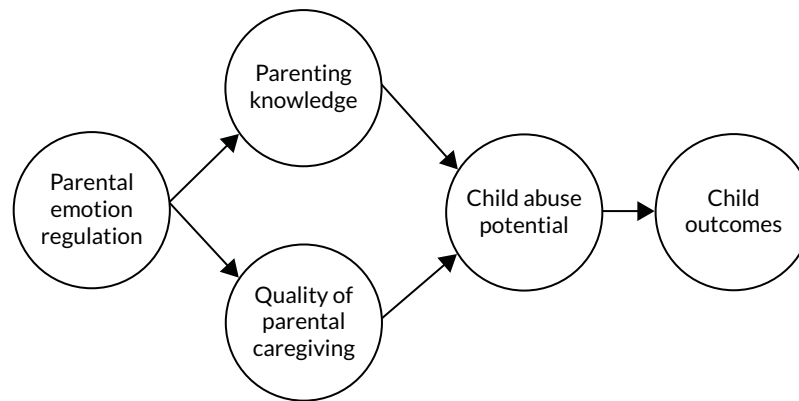 Parental
emotion
regulation
Parenting
knowledge
Quality of
parental
caregiving
Child abuse
potential
Child
outcomes